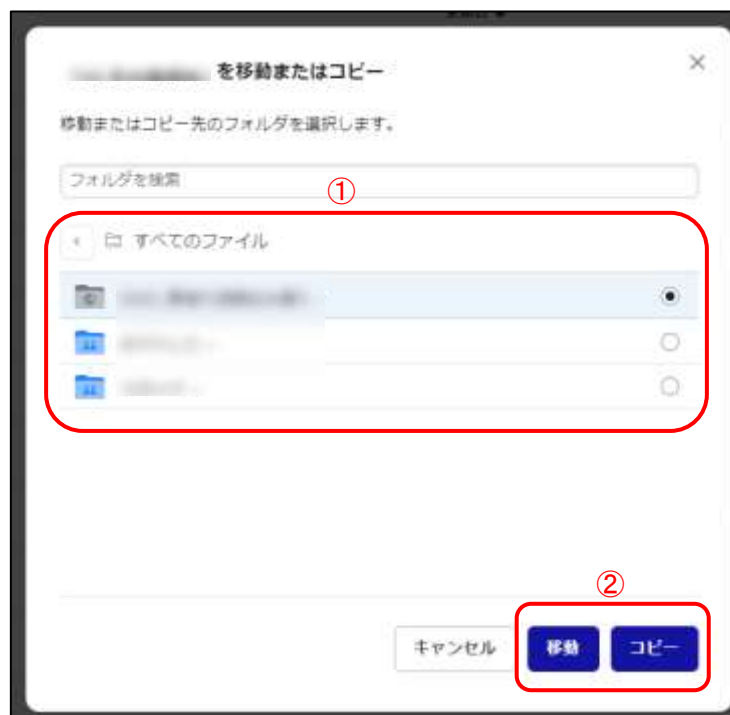 を移動またはコピー
移動またはコピー先のフォルダを選択します。
フォルダを検索
①
すべてのファイル
②
キャンセル
移動
コピー